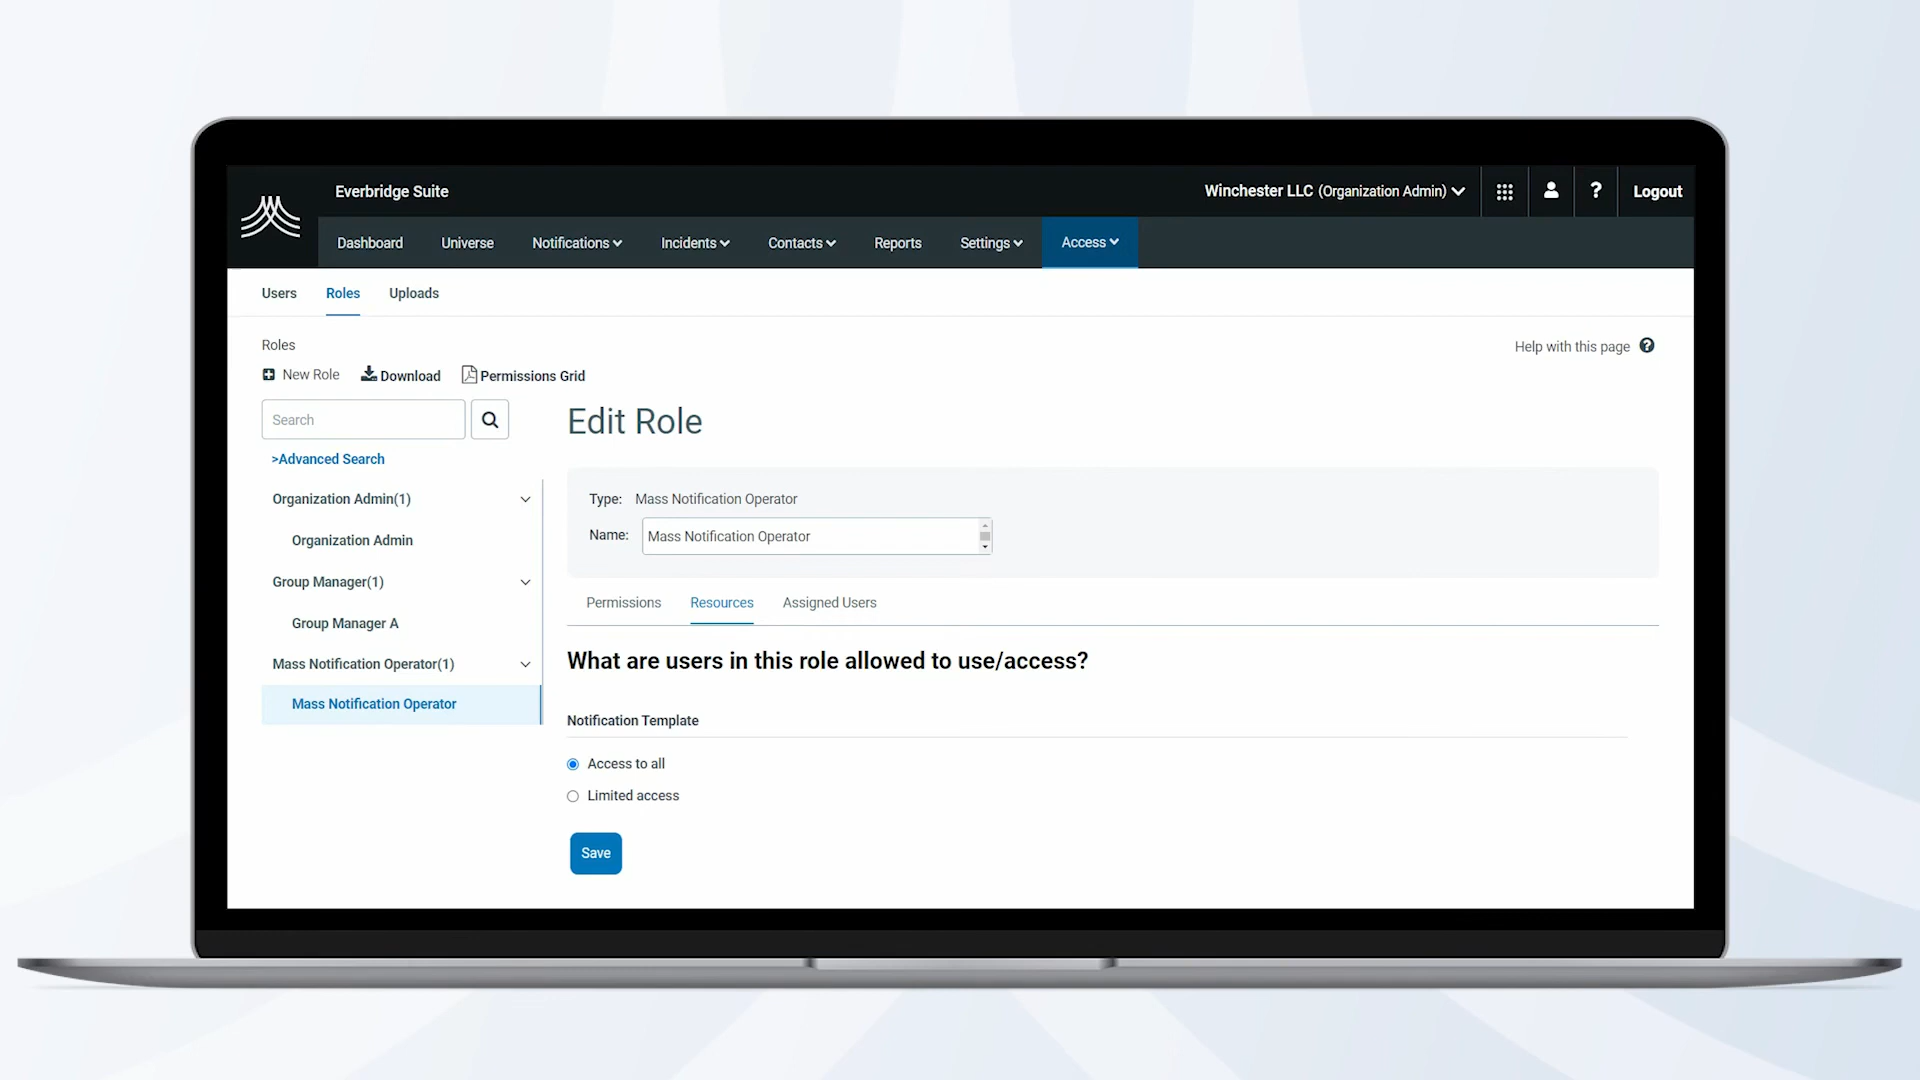 Everbridge Suite
Winchester LLC (Organization Admin)
?
Logout
Dashboard
Universe
Notifications
Incidents
Contacts
Reports
Settings
Access
Users
Roles
Uploads
Roles
Help with this page ?
New Role
Download
Permissions Grid
Search
>Advanced Search
Organization Admin(1)
Organization Admin
Group Manager(1)
Group Manager A
Mass Notification Operator(1)
Mass Notification Operator
Edit Role
Type: Mass Notification Operator
Name: Mass Notification Operator
Permissions
Resources
Assigned Users
What are users in this role allowed to use/access?
Notification Template
Access to all
Limited access
Save